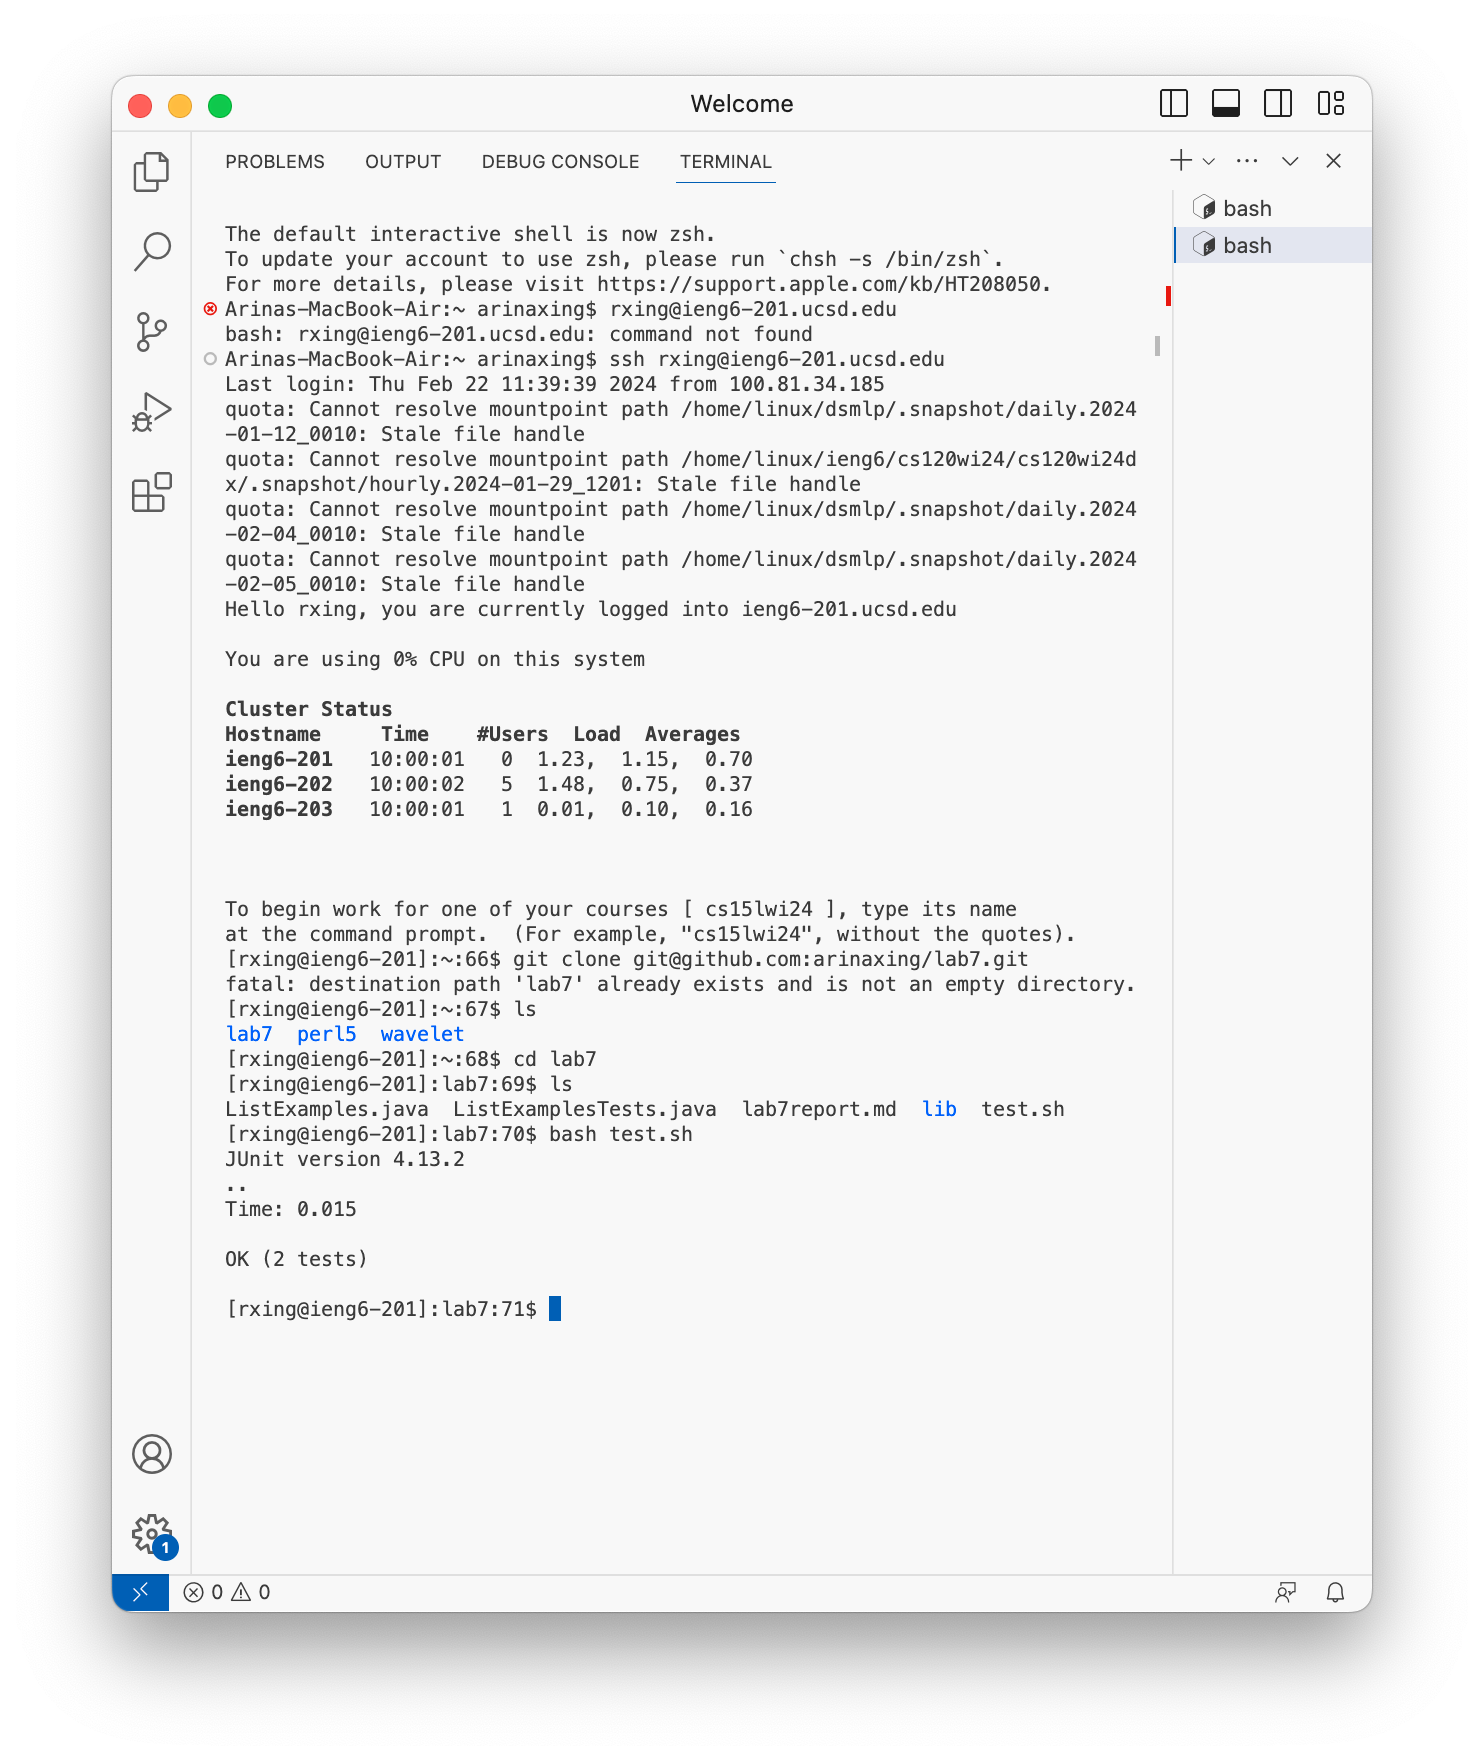 Welcome
PROBLEMS OUTPUT DEBUG CONSOLE TERMINAL
bash
bash
The default interactive shell is now zsh.
To update your account to use zsh, please run `chsh -s /bin/zsh`.
For more details, please visit https://support.apple.com/kb/HT208050.
Arinas-MacBook-Air:~ arinaxing$ rxing@ieng6-201.ucsd.edu
bash: rxing@ieng6-201.ucsd.edu: command not found
Arinas-MacBook-Air:~ arinaxing$ ssh rxing@ieng6-201.ucsd.edu
Last login: Thu Feb 22 11:39:39 2024 from 100.81.34.185
quota: Cannot resolve mountpoint path /home/linux/dsmlp/.snapshot/daily.2024
-01-12_0010: Stale file handle
quota: Cannot resolve mountpoint path /home/linux/ieng6/cs120wi24/cs120wi24d
x/.snapshot/hourly.2024-01-29_1201: Stale file handle
quota: Cannot resolve mountpoint path /home/linux/dsmlp/.snapshot/daily.2024
-02-04_0010: Stale file handle
quota: Cannot resolve mountpoint path /home/linux/dsmlp/.snapshot/daily.2024
-02-05_0010: Stale file handle
Hello rxing, you are currently logged into ieng6-201.ucsd.edu
You are using 0% CPU on this system
Cluster Status
Hostname     Time    #Users  Load  Averages
ieng6-201   10:00:01   0  1.23,  1.15,  0.70
ieng6-202   10:00:02   5  1.48,  0.75,  0.37
ieng6-203   10:00:01   1  0.01,  0.10,  0.16
To begin work for one of your courses [ cs15lwi24 ], type its name
at the command prompt.  (For example, "cs15lwi24", without the quotes).
[rxing@ieng6-201]:~:66$ git clone git@github.com:arinaxing/lab7.git
fatal: destination path 'lab7' already exists and is not an empty directory.
[rxing@ieng6-201]:~:67$ ls
lab7  perl5  wavelet
[rxing@ieng6-201]:~:68$ cd lab7
[rxing@ieng6-201]:lab7:69$ ls
ListExamples.java  ListExamplesTests.java  lab7report.md  lib  test.sh
[rxing@ieng6-201]:lab7:70$ bash test.sh
JUnit version 4.13.2
..
Time: 0.015
OK (2 tests)
[rxing@ieng6-201]:lab7:71$
1
0 0